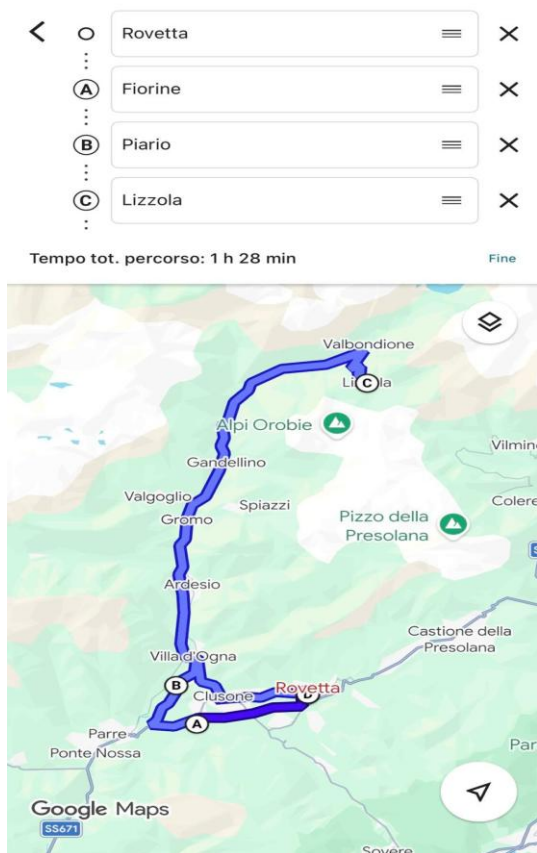 Rovetta
A Fiorine
B Piario
C Lizzola
Tempo tot. percorso: 1 h 28 min
Fine
Valbondione
C
Alpi Orobie
Gandellino
Vilmin
Valgoglio
Spiazzi
Colere
Gromo
Pizzo della
Presolana
Ardesio
Castione della
Presolana
Villa d'Ogna
B
Clusone
Rovetta
A
Parre
Ponte Nossa
Par
Google Maps
SS671
Sovere